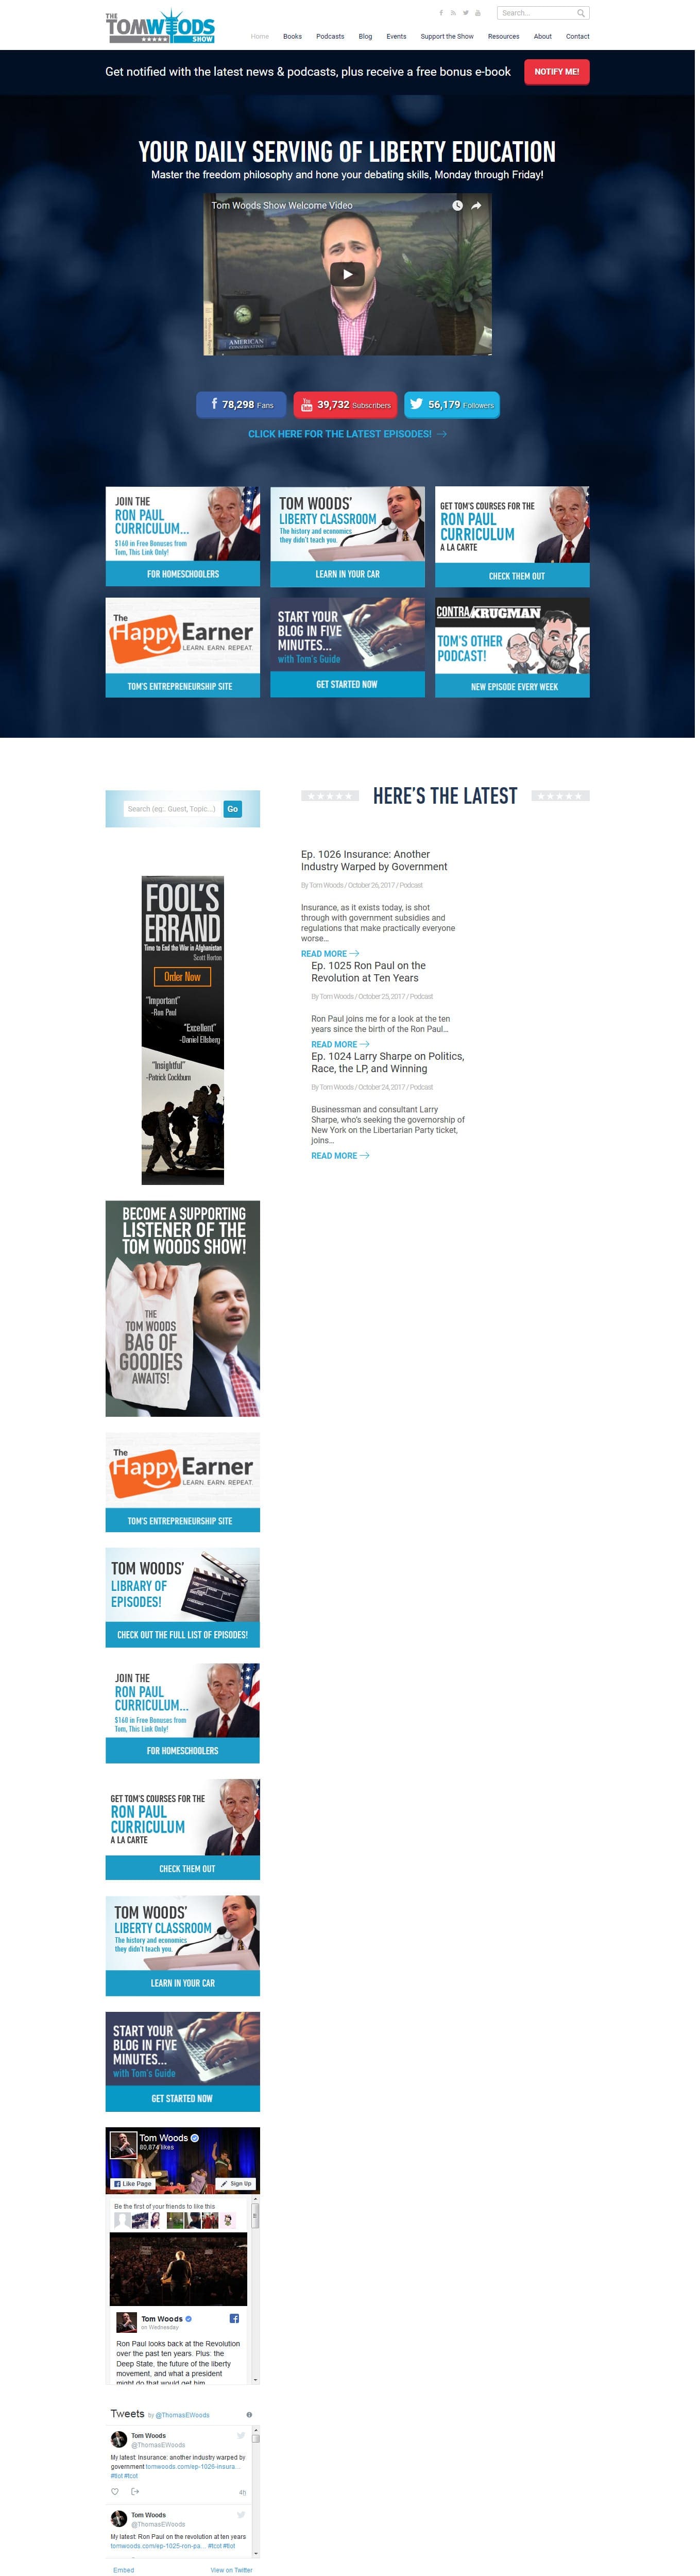 THE
TOMWOODS
SHOW
Search...
Home Books Podcasts Blog Events Support the Show Resources About Contact
Get notified with the latest news & podcasts, plus receive a free bonus e-book
NOTIFY ME!
YOUR DAILY SERVING OF LIBERTY EDUCATION
Master the freedom philosophy and hone your debating skills, Monday through Friday!
Tom Woods Show Welcome Video
AMERICAN
78,298 Fans
39,732 Subscribers
56,179 Followers
CLICK HERE FOR THE LATEST EPISODES!
JOIN THE
RON PAUL
CURRICULUM...
$160 in Free Bonuses from
Tom, This Link Only!
FOR HOMESCHOOLERS
TOM WOODS'
LIBERTY CLASSROOM
The history and economics
they didn't teach you.
LEARN IN YOUR CAR
GET TOM'S COURSES FOR THE
RON PAUL
CURRICULUM
A LA CARTE
CHECK THEM OUT
The
HappyEarner
LEARN. EARN. REPEAT.
TOM'S ENTREPRENEURSHIP SITE
START YOUR
BLOG IN FIVE
MINUTES...
with Tom's Guide
GET STARTED NOW
CONTRA KRUGMAN
TOM'S OTHER
PODCAST!
NEW EPISODE EVERY WEEK
Search (eg:. Guest, Topic...)
Go
HERE'S THE LATEST
Ep. 1026 Insurance: Another
Industry Warped by Government
By Tom Woods / October 26, 2017 / Podcast
Insurance, as it exists today, is shot
through with government subsidies and
regulations that make practically everyone
worse...
READ MORE
Ep. 1025 Ron Paul on the
Revolution at Ten Years
By Tom Woods / October 25, 2017 / Podcast
Ron Paul joins me for a look at the ten
years since the birth of the Ron Paul...
READ MORE
Ep. 1024 Larry Sharpe on Politics,
Race, the LP, and Winning
By Tom Woods / October 24, 2017 / Podcast
Businessman and consultant Larry
Sharpe, who's seeking the governorship of
New York on the Libertarian Party ticket,
joins...
READ MORE
FOOL'S
ERRAND
Time to End the War in Afghanistan
Scott Horton
Order Now
"Important"
-Ron Paul
"Excellent"
-Daniel Ellsberg
"Insightful"
-Patrick Cockburn
BECOME A SUPPORTING
LISTENER OF THE
TOM WOODS SHOW!
THE
TOM WOODS
BAG OF
GOODIES
AWAITS!
The
HappyEarner
LEARN. EARN. REPEAT.
TOM'S ENTREPRENEURSHIP SITE
TOM WOODS'
LIBRARY OF
EPISODES!
CHECK OUT THE FULL LIST OF EPISODES!
JOIN THE
RON PAUL
CURRICULUM...
$160 in Free Bonuses from
Tom, This Link Only!
FOR HOMESCHOOLERS
GET TOM'S COURSES FOR THE
RON PAUL
CURRICULUM
A LA CARTE
CHECK THEM OUT
TOM WOODS'
LIBERTY CLASSROOM
The history and economics
they didn't teach you.
LEARN IN YOUR CAR
START YOUR
BLOG IN FIVE
MINUTES...
with Tom's Guide
GET STARTED NOW
Tom Woods
80,874 likes
Like Page
Sign Up
Be the first of your friends to like this
Tom Woods
on Wednesday
Ron Paul looks back at the Revolution
over the past ten years. Plus: the
Deep State, the future of the liberty
movement, and what a president
might do that would get him
Tweets by @ThomasEWoods
Tom Woods
@ThomasEWoods
My latest: Insurance: another industry warped by
government tomwoods.com/ep-1026-insura...
#tlot #tcot
4h
Tom Woods
@ThomasEWoods
My latest: Ron Paul on the revolution at ten years
tomwoods.com/ep-1025-ron-pa... #tcot #tlot
Embed
View on Twitter